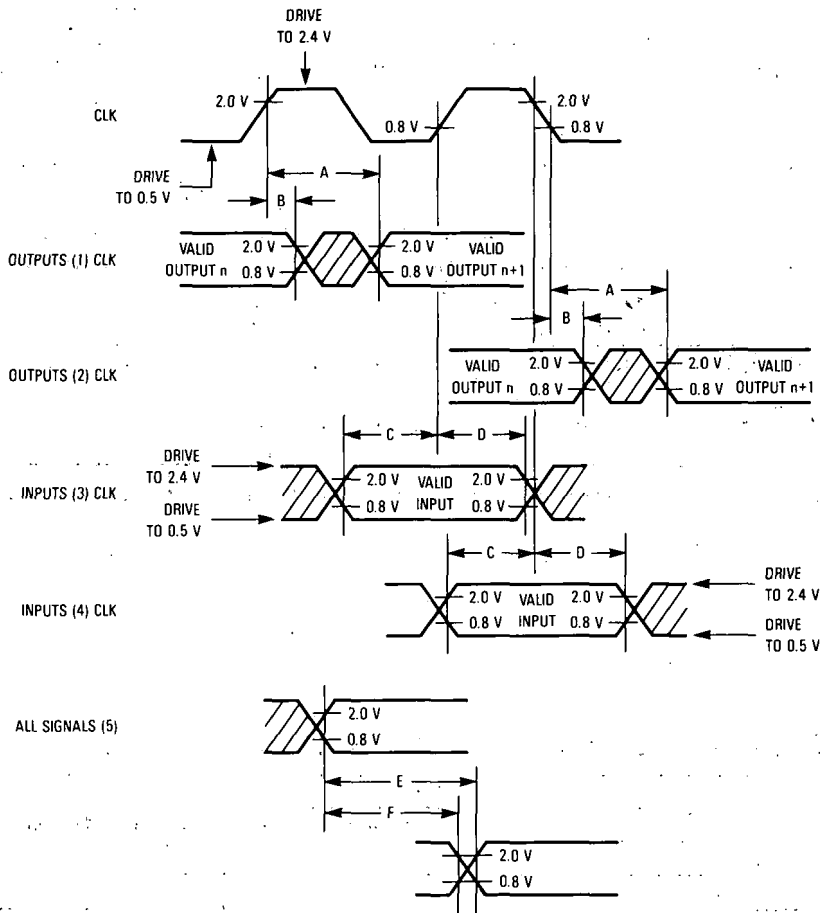 DRIVE
TO 2.4 V
2.0 V
2.0 V
CLK
0.8 V
0.8 V
DRIVE
TO 0.5 V
A
B
OUTPUTS (1) CLK
VALID
OUTPUT n
2.0 V
0.8 V
2.0 V
0.8 V
VALID
OUTPUT n+1
A
B
OUTPUTS (2) CLK
VALID
OUTPUT n
2.0 V
0.8 V
2.0 V
0.8 V
VALID
OUTPUT n+1
C
D
DRIVE
TO 2.4 V
INPUTS (3) CLK
DRIVE
TO 0.5 V
2.0 V
0.8 V
VALID
INPUT
2.0 V
0.8 V
C
D
INPUTS (4) CLK
2.0 V
0.8 V
VALID
INPUT
2.0 V
0.8 V
DRIVE
TO 2.4 V
DRIVE
TO 0.5 V
ALL SIGNALS (5)
2.0 V
0.8 V
E
F
2.0 V
0.8 V